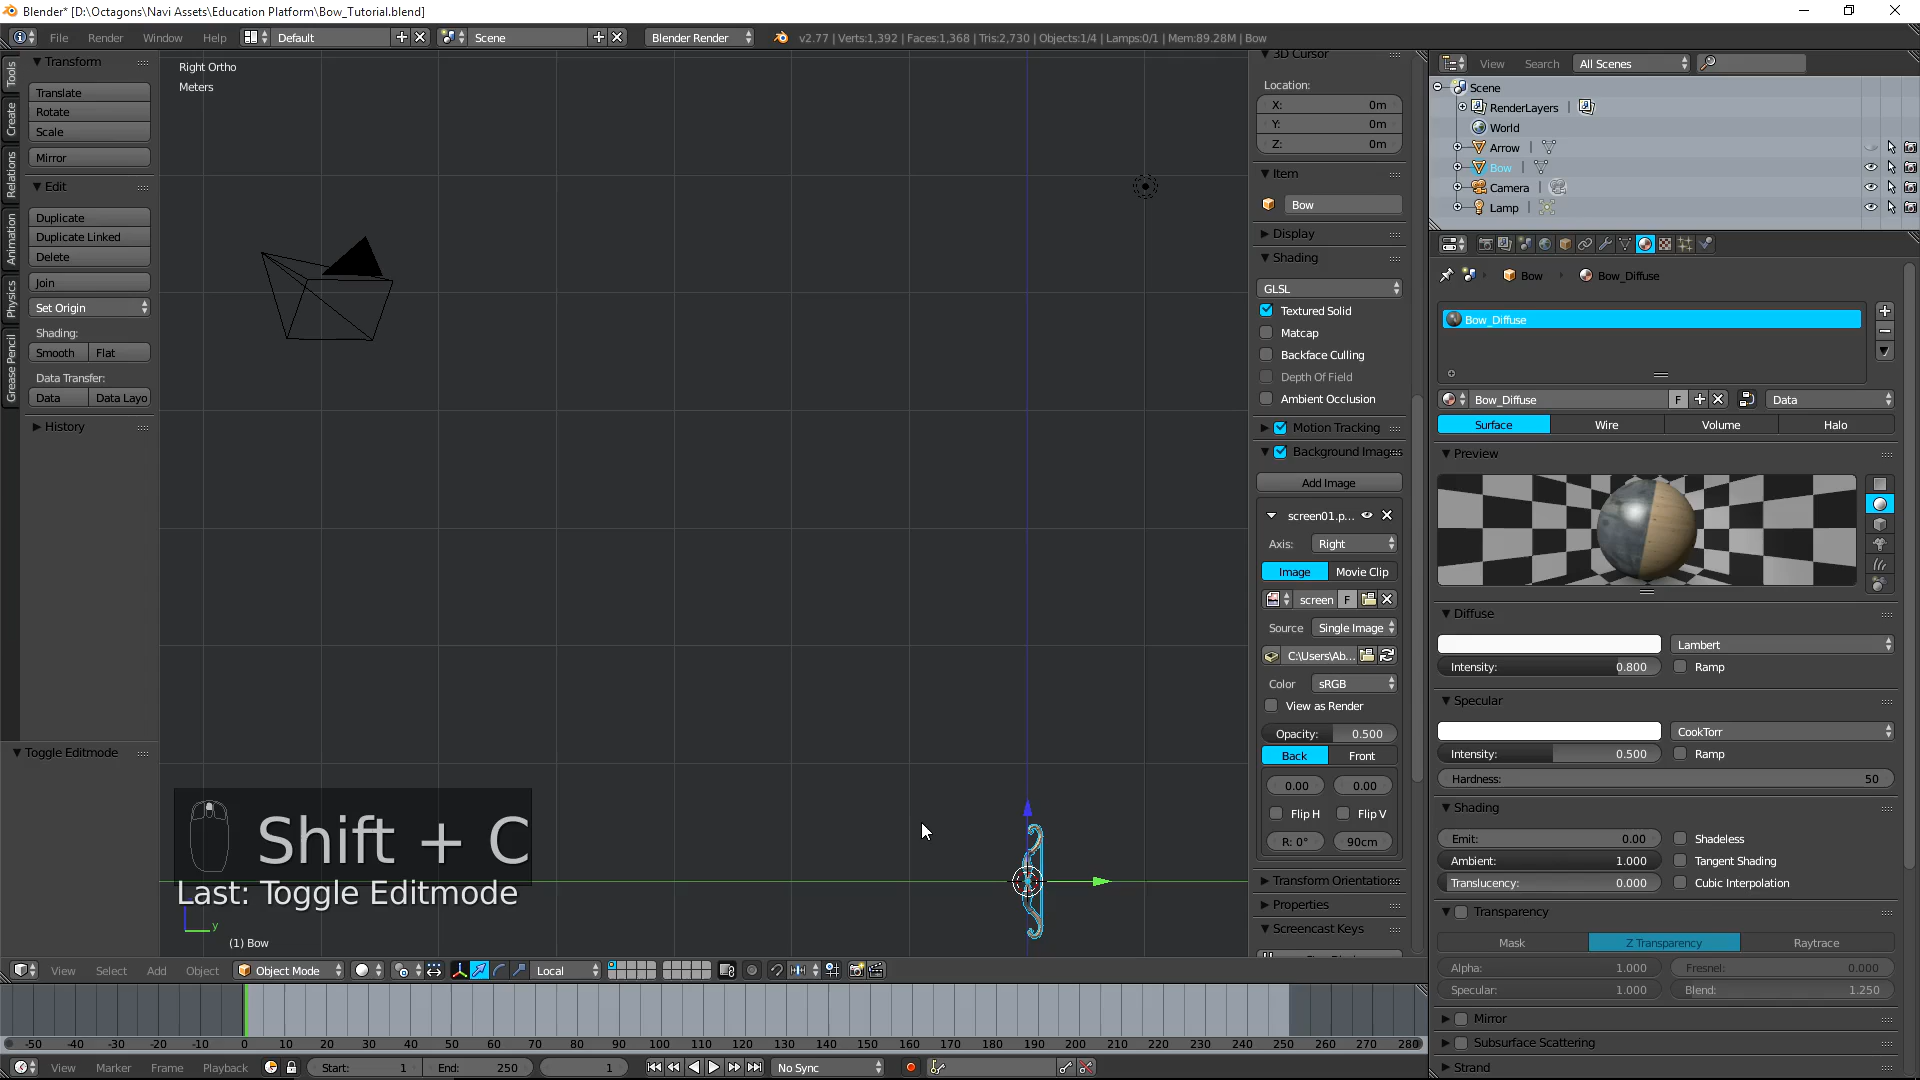 Blender* [D:\Octagons\Navi Assets\Education Platform\Bow_Tutorial.blend]
File Render Window Help Default Scene Blender Render v2.77 | Verts:1,392 | Faces:1,368 | Tris:2,730 | Objects:1/4 | Lamps:0/1 | Mem:89.28M | Bow
Tools
Create
Relations
Animation
Physics
Grease Pencil
Transform
Translate
Rotate
Scale
Mirror
Edit
Duplicate
Duplicate Linked
Delete
Join
Set Origin
Shading:
Smooth Flat
Data Transfer:
Data Data Layo
History
Toggle Editmode
Right Ortho
Meters
Shift + C
Last: Toggle Editmode
y
(1) Bow
3D Cursor
Location:
X: 0m
Y: 0m
Z: 0m
Item
Bow
Display
Shading
GLSL
Textured Solid
Matcap
Backface Culling
Depth Of Field
Ambient Occlusion
Motion Tracking
Background Images
Add Image
screen01.p...
Axis: Right
Image Movie Clip
screen F
Source Single Image
C:\Users\Ab...
Color sRGB
View as Render
Opacity: 0.500
Back Front
0.00 0.00
Flip H Flip V
R: 0° 90cm
Transform Orientation
Properties
Screencast Keys
View Search All Scenes
Scene
RenderLayers
World
Arrow
Bow
Camera
Lamp
Bow Bow_Diffuse
Bow_Diffuse
Bow_Diffuse F Data
Surface Wire Volume Halo
Preview
Diffuse
Lambert
Intensity: 0.800 Ramp
Specular
CookTorr
Intensity: 0.500 Ramp
Hardness: 50
Shading
Emit: 0.00 Shadeless
Ambient: 1.000 Tangent Shading
Translucency: 0.000 Cubic Interpolation
Transparency
Mask Z Transparency Raytrace
Alpha: 1.000 Fresnel: 0.000
Specular: 1.000 Blend: 1.250
Mirror
Subsurface Scattering
Strand
View Select Add Object Object Mode Local
-50 -40 -30 -20 -10 0 10 20 30 40 50 60 70 80 90 100 110 120 130 140 150 160 170 180 190 200 210 220 230 240 250 260 270 280
View Marker Frame Playback Start: 1 End: 250 1 No Sync